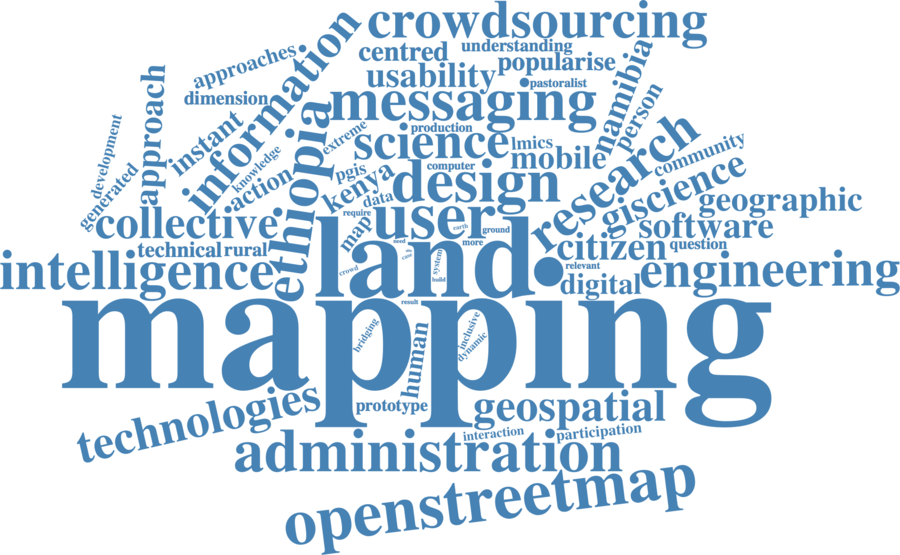 crowdsourcing
understanding
centred
popularise
approaches
usability
pastoralist
dimension
messaging
namibia
person
information
approach
instant
extreme
production
science
lmics
mobile
research
community
development
generated
knowledge
action
ethiopia
pgis
kenya
data
computer
design
giscience
geographic
collective
require
map
user
earth
ground
software
technical
rural
need
more
citizen
question
intelligence
crowd
land
system
build
relevant
digital
engineering
mapping
result
bridging
human
inclusive
dynamic
technologies
prototype
geospatial
interaction
participation
administration
openstreetmap